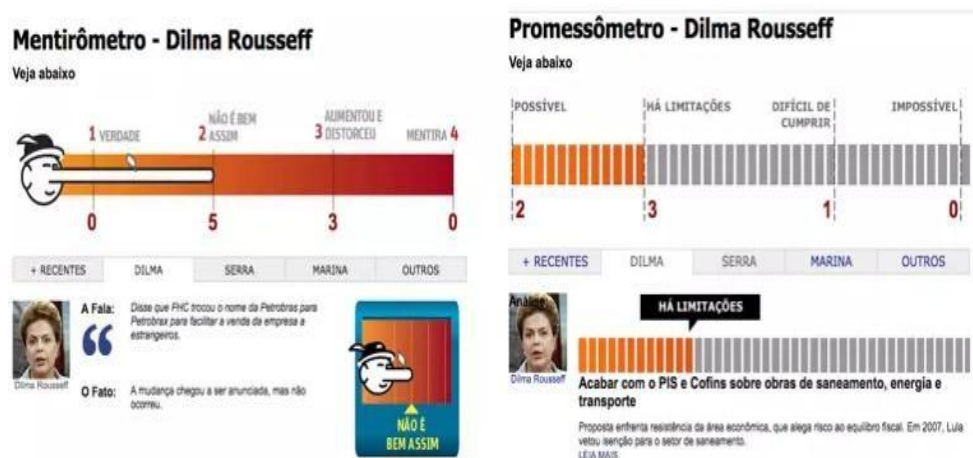 Mentirômetro - Dilma Rousseff
Veja abaixo
1 VERDADE
2 NÃO É BEM
ASSIM
3 AUMENTOU E
DISTORCEU
MENTIRA 4
0 5 3 0
+ RECENTES DILMA SERRA MARINA OUTROS
Dilma Rousseff
A Fala: Disse que FHC trocou o nome da Petrobras para
Petrobrax para facilitar a venda da empresa a
estrangeiros.
O Fato: A mudança chegou a ser anunciada, mas não
ocorreu.
NÃO É
BEM ASSIM
Promessômetro - Dilma Rousseff
Veja abaixo
POSSÍVEL HÁ LIMITAÇÕES DIFÍCIL DE
CUMPRIR
IMPOSSÍVEL
2 3 1 0
+ RECENTES DILMA SERRA MARINA OUTROS
Análise
Dilma Rousseff
HÁ LIMITAÇÕES
Acabar com o PIS e Cofins sobre obras de saneamento, energia e
transporte
Proposta enfrenta resistência da área econômica, que alega risco ao equilíbrio fiscal. Em 2007, Lula
vetou isenção para o setor de saneamento.
LEIA MAIS